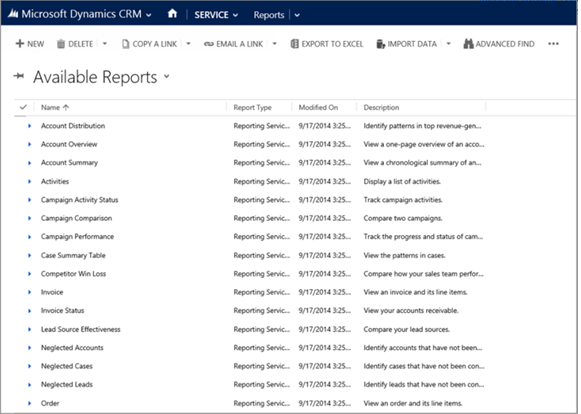 Microsoft Dynamics CRM SERVICE Reports
+ NEW DELETE COPY A LINK EMAIL A LINK EXPORT TO EXCEL IMPORT DATA ADVANCED FIND •••
Available Reports
Name Report Type Modified On Description
Account Distribution Reporting Servic... 9/17/2014 3:25... Identify patterns in top revenue-gen...
Account Overview Reporting Servic... 9/17/2014 3:25... View a one-page overview of an acco...
Account Summary Reporting Servic... 9/17/2014 3:25... View a chronological summary of an...
Activities Reporting Servic... 9/17/2014 3:25... Display a list of activities.
Campaign Activity Status Reporting Servic... 9/17/2014 3:25... Track campaign activities.
Campaign Comparison Reporting Servic... 9/17/2014 3:25... Compare two campaigns.
Campaign Performance Reporting Servic... 9/17/2014 3:25... Track the progress and status of cam...
Case Summary Table Reporting Servic... 9/17/2014 3:25... View the patterns in cases.
Competitor Win Loss Reporting Servic... 9/17/2014 3:25... Compare how your sales team perfor...
Invoice Reporting Servic... 9/17/2014 3:25... View an invoice and its line items.
Invoice Status Reporting Servic... 9/17/2014 3:25... View your accounts receivable.
Lead Source Effectiveness Reporting Servic... 9/17/2014 3:25... Compare your lead sources.
Neglected Accounts Reporting Servic... 9/17/2014 3:25... Identify accounts that have not been...
Neglected Cases Reporting Servic... 9/17/2014 3:25... Identify cases that have not been con...
Neglected Leads Reporting Servic... 9/17/2014 3:25... Identify leads that have not been con...
Order Reporting Servic... 9/17/2014 3:25... View an order and its line items.